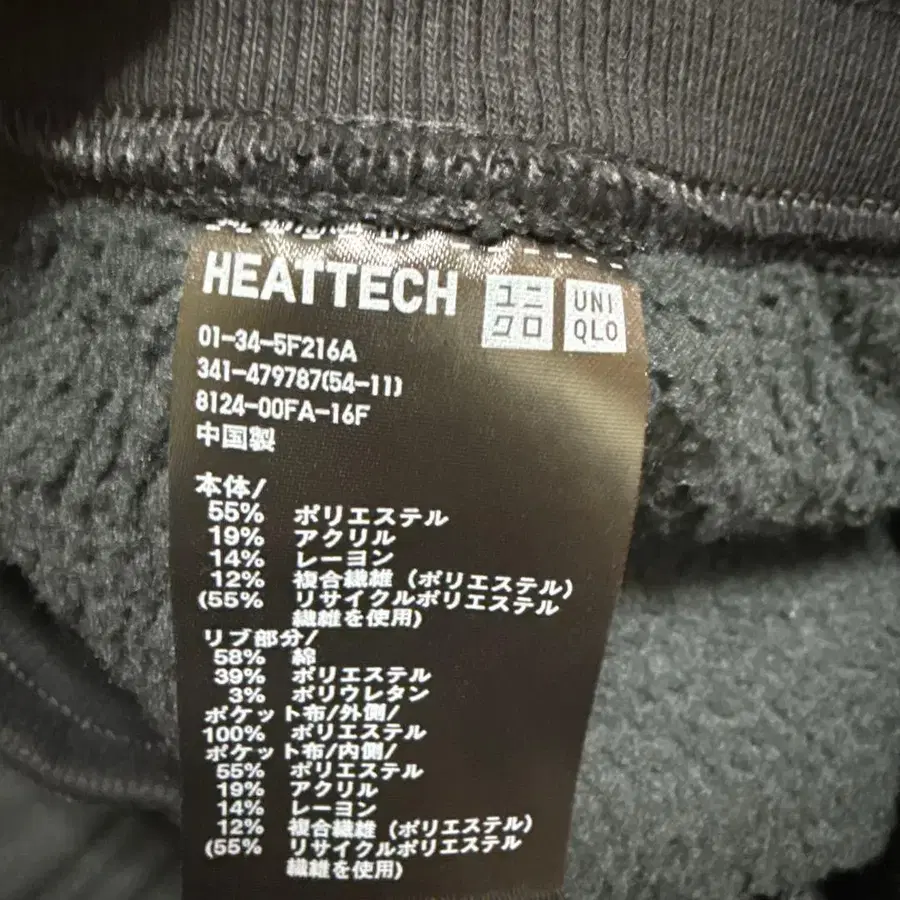 HEATTECH
ユニクロ
UNIQLO
01-34-5F216A
341-479787(54-11)
8124-00FA-16F
中国製
本体/
55% ポリエステル
19% アクリル
14% レーヨン
12% 複合繊維 (ポリエステル)
(55% リサイクルポリエステル
繊維を使用)
リブ部分/
58% 綿
39% ポリエステル
3% ポリウレタン
ポケット布/外側/
100% ポリエステル
ポケット布/内側/
55% ポリエステル
19% アクリル
14% レーヨン
12% 複合繊維 (ポリエステル)
(55% リサイクルポリエステル
繊維を使用)